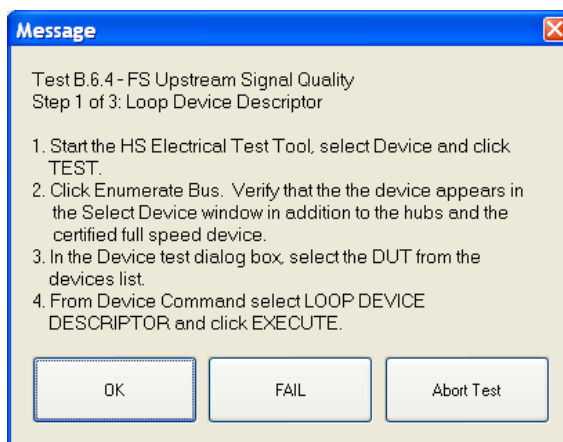 Message
Test B.6.4 - FS Upstream Signal Quality
Step 1 of 3: Loop Device Descriptor
1. Start the HS Electrical Test Tool, select Device and click
TEST.
2. Click Enumerate Bus. Verify that the the device appears in
the Select Device window in addition to the hubs and the
certified full speed device.
3. In the Device test dialog box, select the DUT from the
devices list.
4. From Device Command select LOOP DEVICE
DESCRIPTOR and click EXECUTE.
OK FAIL Abort Test